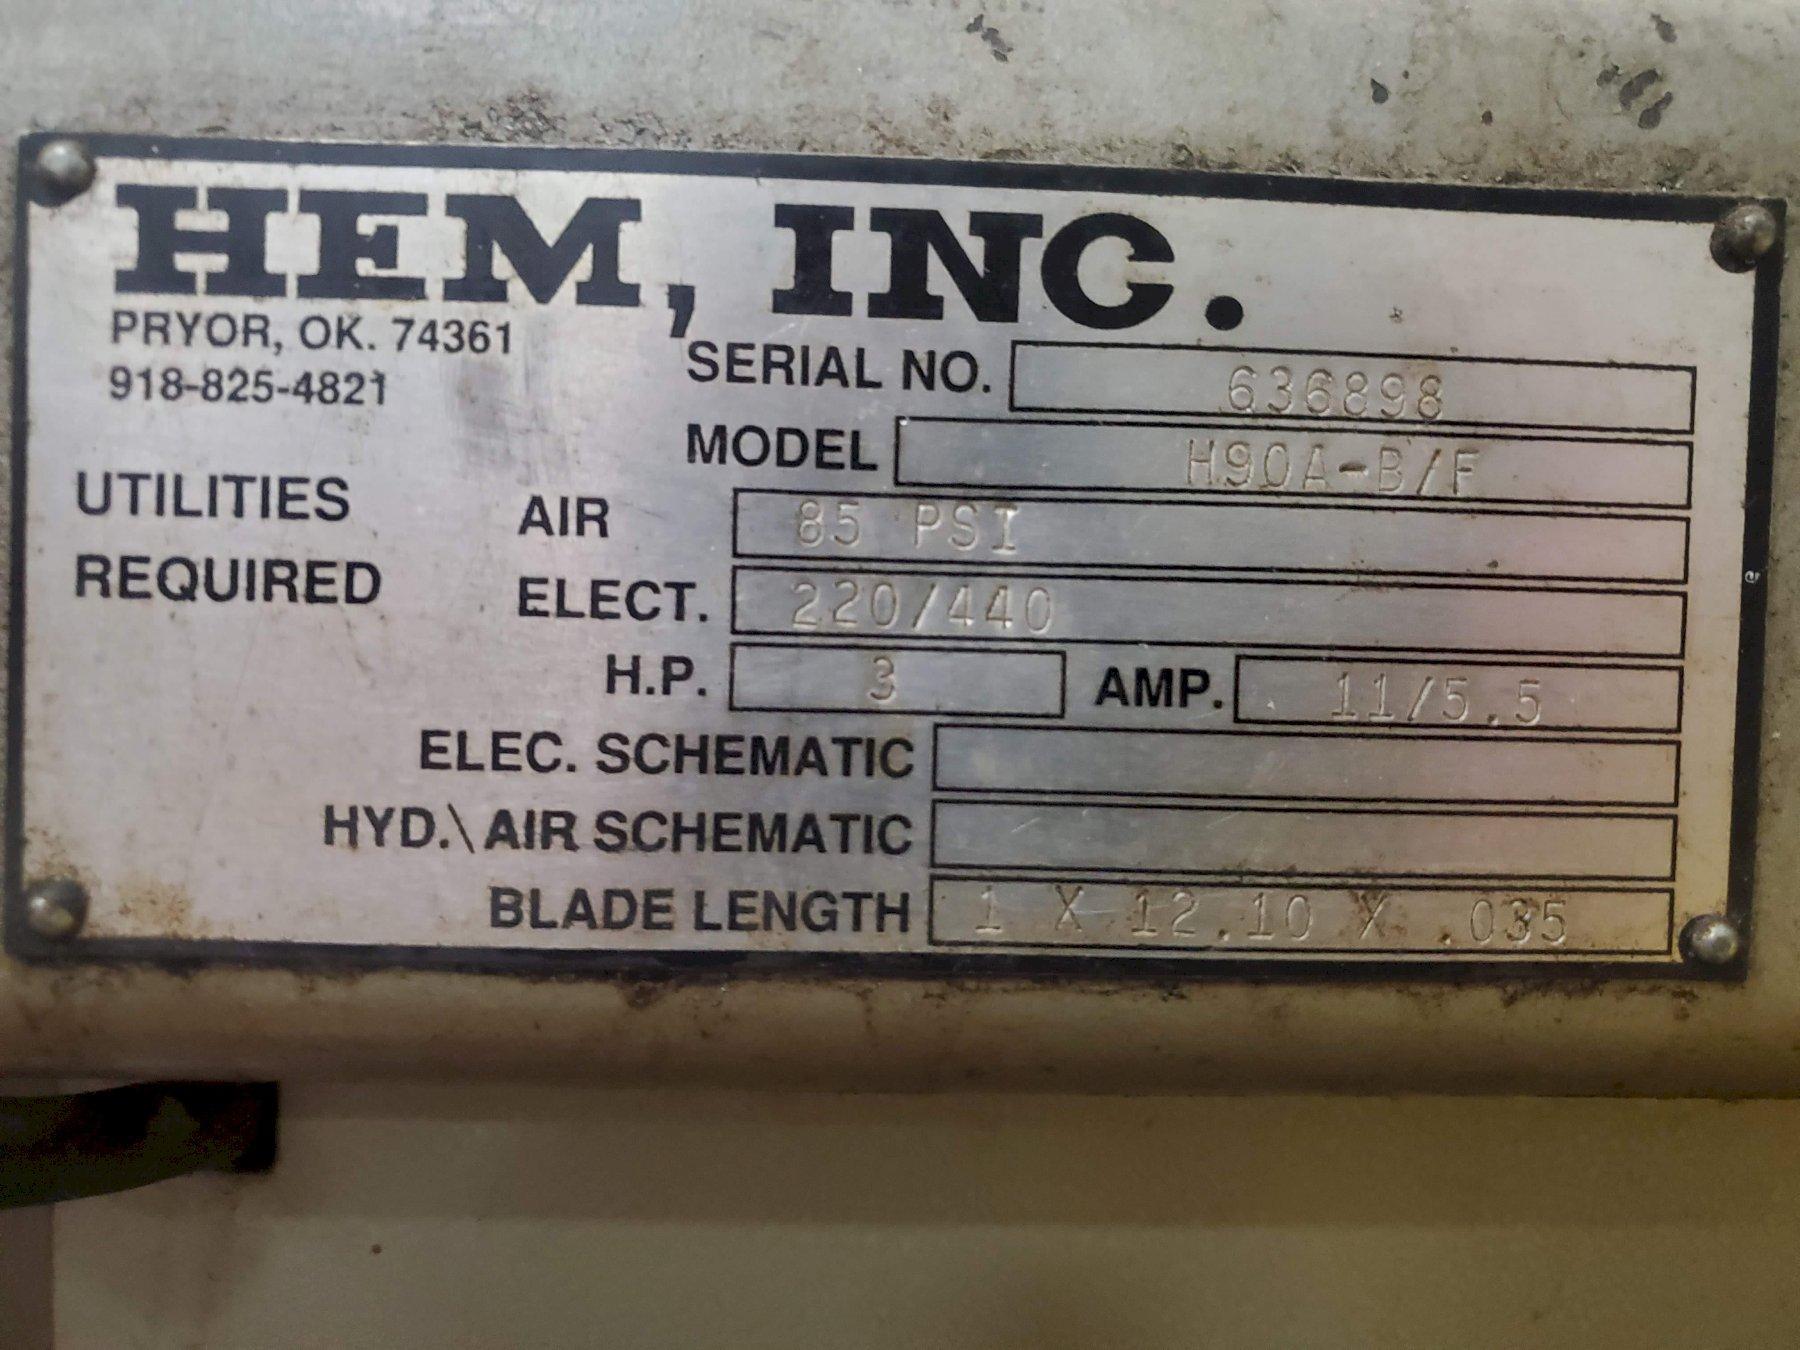 HEM, INC.
PRYOR, OK. 74361
918-825-4821
SERIAL NO. 636898
MODEL H90A-B/F
UTILITIES REQUIRED
AIR 85 PSI
ELECT. 220/440
H.P. 3 AMP. 11/5.5
ELEC. SCHEMATIC
HYD.\AIR SCHEMATIC
BLADE LENGTH 1 X 12.10 X .035